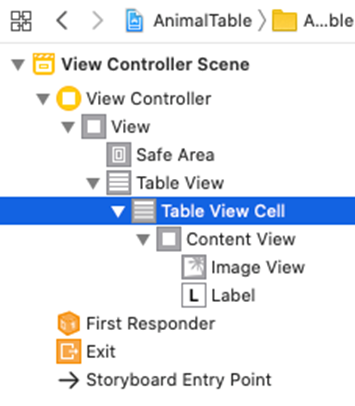 AnimalTable A...ble
View Controller Scene
View Controller
View
Safe Area
Table View
Table View Cell
Content View
Image View
L Label
First Responder
Exit
Storyboard Entry Point